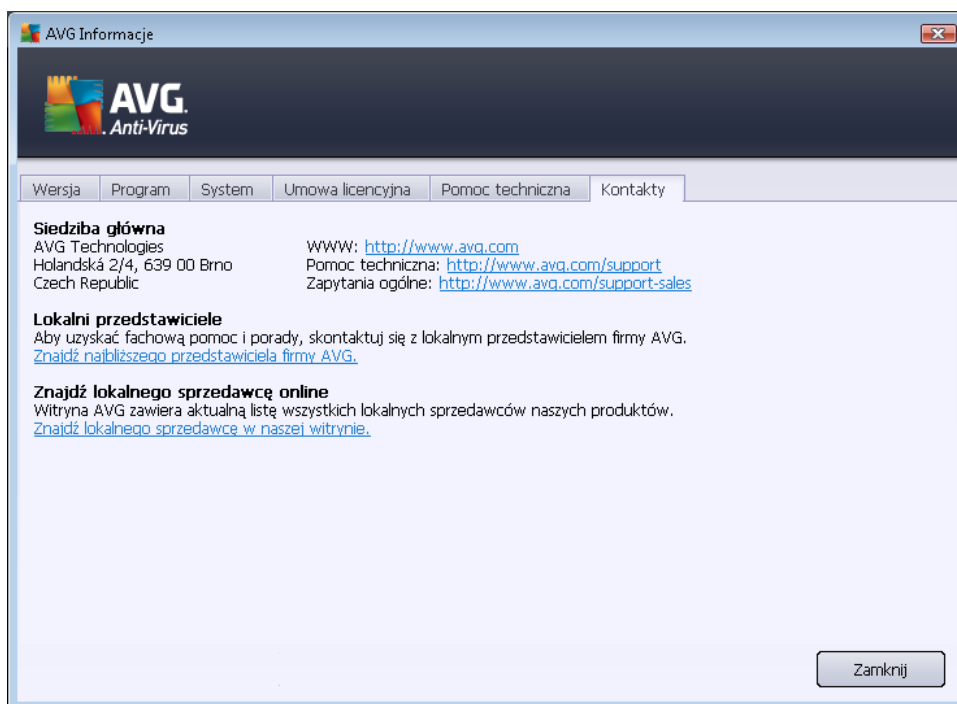 AVG Informacje
AVG.
Anti-Virus
Wersja Program System Umowa licencyjna Pomoc techniczna Kontakty
Siedziba główna
AVG Technologies
Holandská 2/4, 639 00 Brno
Czech Republic
WWW: http://www.avg.com
Pomoc techniczna: http://www.avg.com/support
Zapytania ogólne: http://www.avg.com/support-sales
Lokalni przedstawiciele
Aby uzyskać fachową pomoc i porady, skontaktuj się z lokalnym przedstawicielem firmy AVG.
Znajdź najbliższego przedstawiciela firmy AVG.
Znajdź lokalnego sprzedawcę online
Witryna AVG zawiera aktualną listę wszystkich lokalnych sprzedawców naszych produktów.
Znajdź lokalnego sprzedawcę w naszej witrynie.
Zamknij